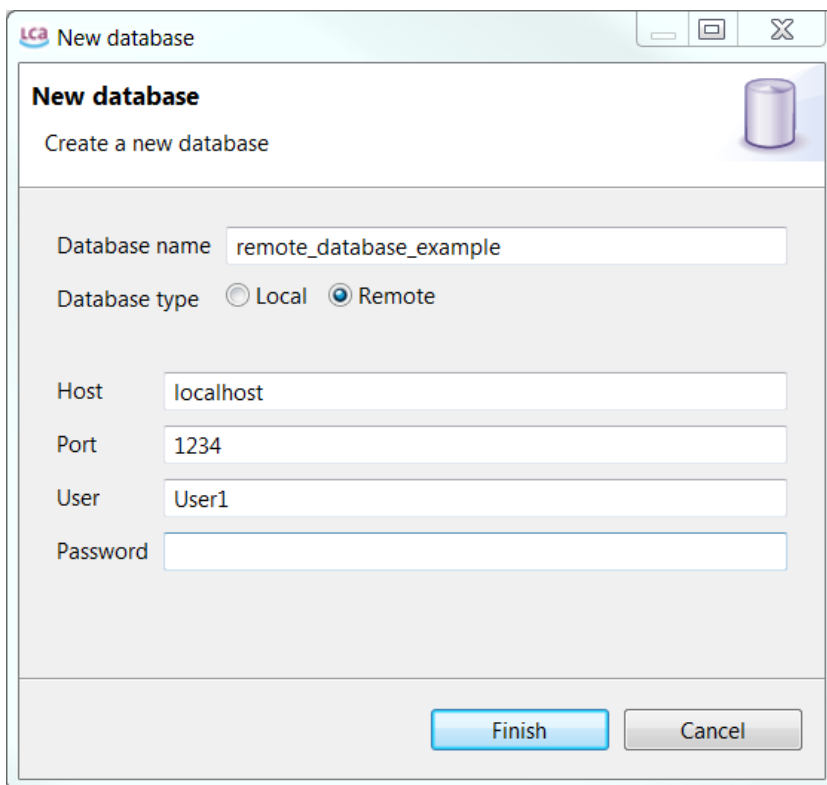 LCA New database
New database
Create a new database
Database name remote_database_example
Database type Local Remote
Host localhost
Port 1234
User User1
Password
Finish Cancel